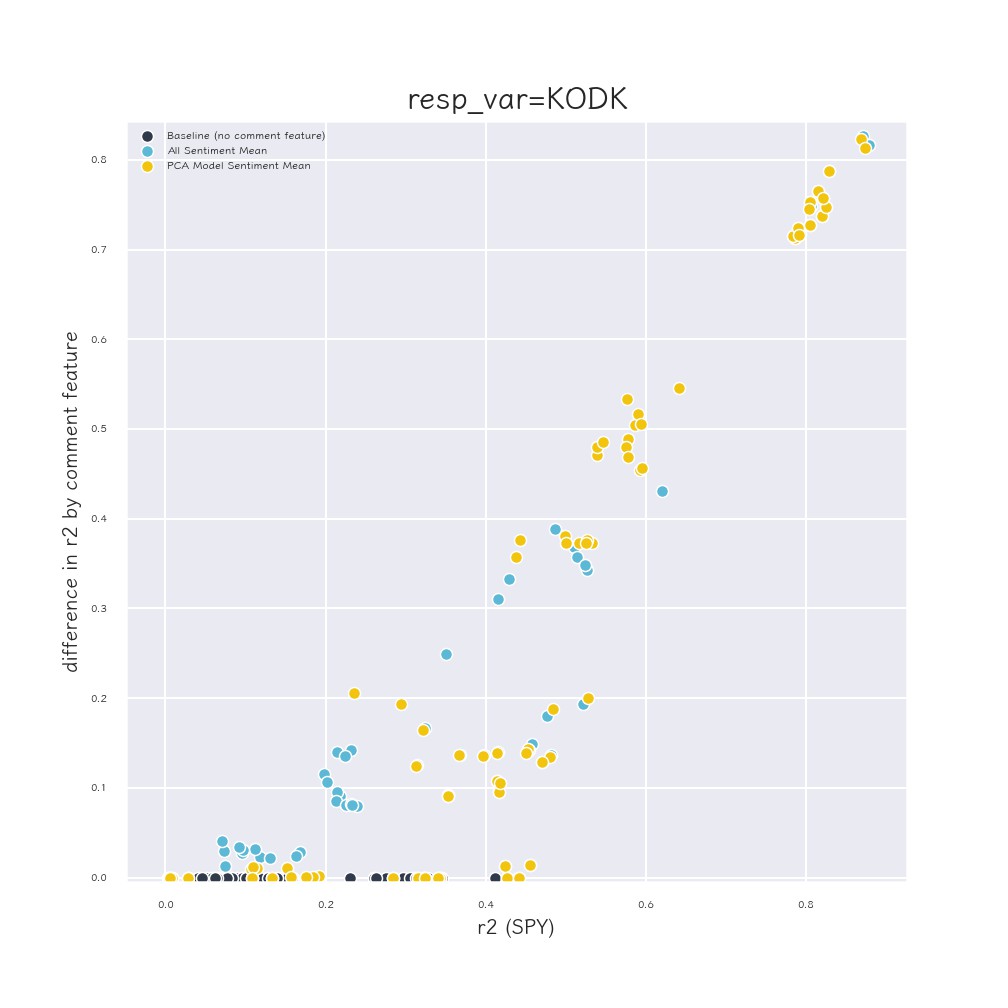 resp_var=KODK
Baseline (no comment feature)
All Sentiment Mean
PCA Model Sentiment Mean
difference in r2 by comment feature
0.8
0.7
0.6
0.5
0.4
0.3
0.2
0.1
0.0
0.0 0.2 0.4 0.6 0.8
r2 (SPY)